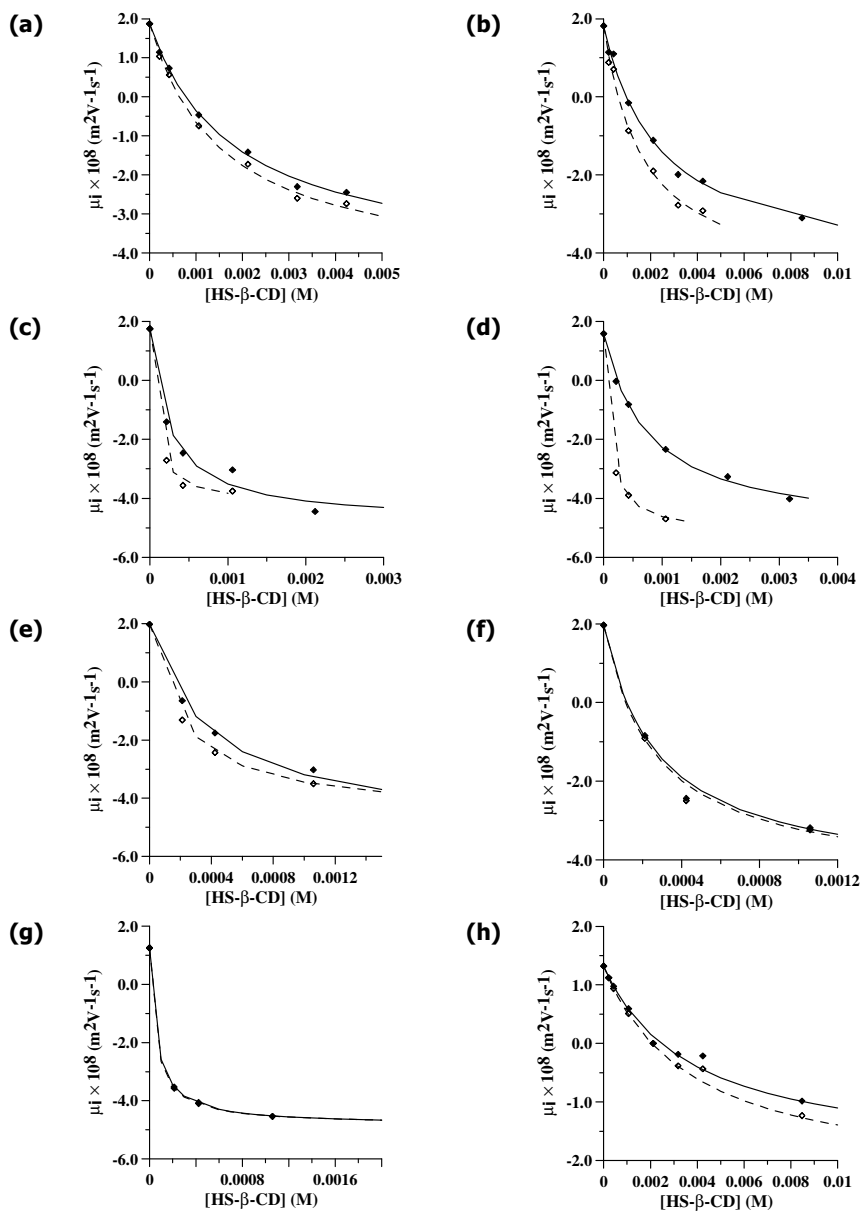 (a)
2.0
1.0
0.0
-1.0
-2.0
-3.0
-4.0
μi × 10⁸ (m²V⁻¹s⁻¹)
0 0.001 0.002 0.003 0.004 0.005
[HS-β-CD] (M)
(b)
2.0
1.0
0.0
-1.0
-2.0
-3.0
-4.0
μi × 10⁸ (m²V⁻¹s⁻¹)
0 0.002 0.004 0.006 0.008 0.01
[HS-β-CD] (M)
(c)
2.0
0.0
-2.0
-4.0
-6.0
μi × 10⁸ (m²V⁻¹s⁻¹)
0 0.001 0.002 0.003
[HS-β-CD] (M)
(d)
2.0
0.0
-2.0
-4.0
-6.0
μi × 10⁸ (m²V⁻¹s⁻¹)
0 0.001 0.002 0.003 0.004
[HS-β-CD] (M)
(e)
2.0
0.0
-2.0
-4.0
-6.0
μi × 10⁸ (m²V⁻¹s⁻¹)
0 0.0004 0.0008 0.0012
[HS-β-CD] (M)
(f)
2.0
0.0
-2.0
-4.0
μi × 10⁸ (m²V⁻¹s⁻¹)
0 0.0004 0.0008 0.0012
[HS-β-CD] (M)
(g)
2.0
0.0
-2.0
-4.0
-6.0
μi × 10⁸ (m²V⁻¹s⁻¹)
0 0.0008 0.0016
[HS-β-CD] (M)
(h)
2.0
1.0
0.0
-1.0
-2.0
μi × 10⁸ (m²V⁻¹s⁻¹)
0 0.002 0.004 0.006 0.008 0.01
[HS-β-CD] (M)